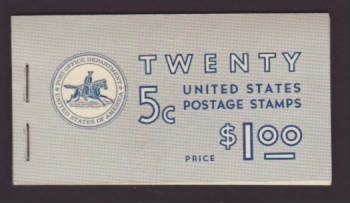 POST OFFICE DEPARTMENT
UNITED STATES OF AMERICA
TWENTY
5c UNITED STATES
POSTAGE STAMPS
PRICE $1.00